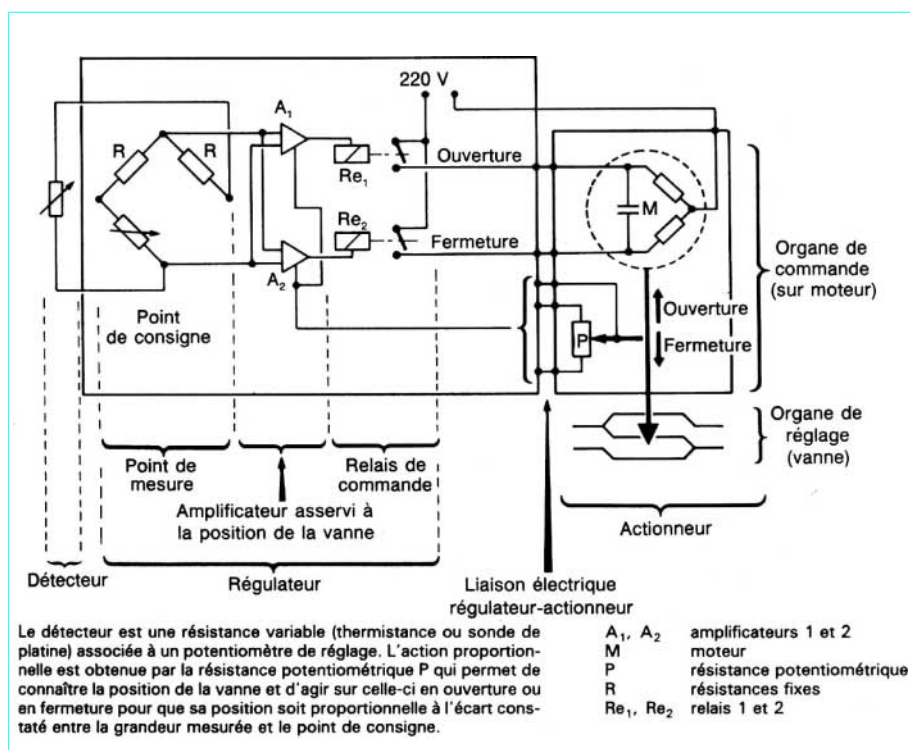 220 V
A1
R
R
Re1
Ouverture
M
Re2
Fermeture
A2
Organe de
commande
(sur moteur)
Point
de consigne
Ouverture
P
Fermeture
Organe de
réglage
(vanne)
Point de
mesure
Relais de
commande
Amplificateur asservi à
la position de la vanne
Actionneur
Détecteur
Régulateur
Liaison électrique
régulateur-actionneur
Le détecteur est une résistance variable (thermistance ou sonde de
platine) associée à un potentiomètre de réglage. L'action proportion-
nelle est obtenue par la résistance potentiométrique P qui permet de
connaître la position de la vanne et d'agir sur celle-ci en ouverture ou
en fermeture pour que sa position soit proportionnelle à l'écart cons-
taté entre la grandeur mesurée et le point de consigne.
A1, A2 amplificateurs 1 et 2
M moteur
P résistance potentiométrique
R résistances fixes
Re1, Re2 relais 1 et 2